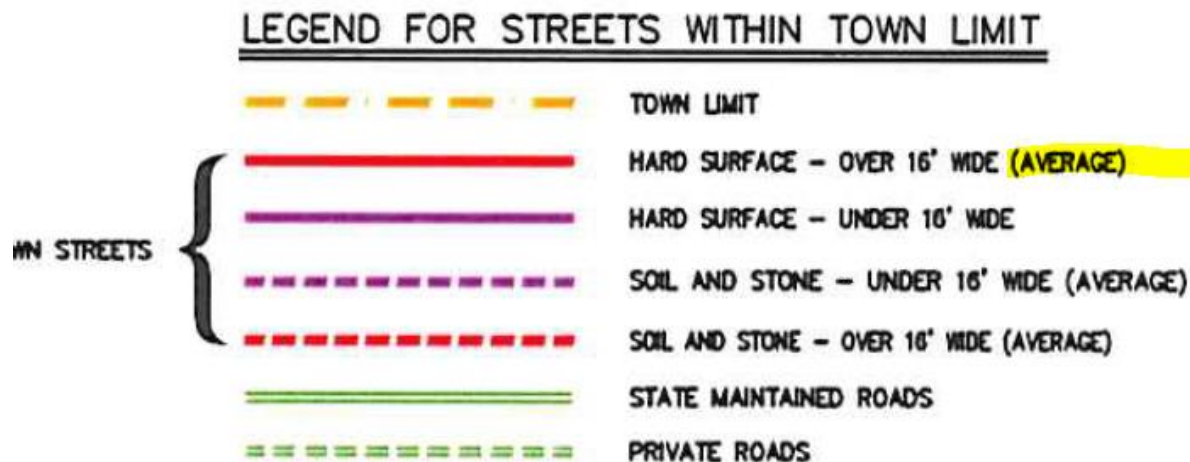 LEGEND FOR STREETS WITHIN TOWN LIMIT
TOWN LIMIT
HARD SURFACE – OVER 16' WIDE (AVERAGE)
HARD SURFACE – UNDER 16' WIDE
WN STREETS
SOIL AND STONE – UNDER 16' WIDE (AVERAGE)
SOIL AND STONE – OVER 16' WIDE (AVERAGE)
STATE MAINTAINED ROADS
PRIVATE ROADS